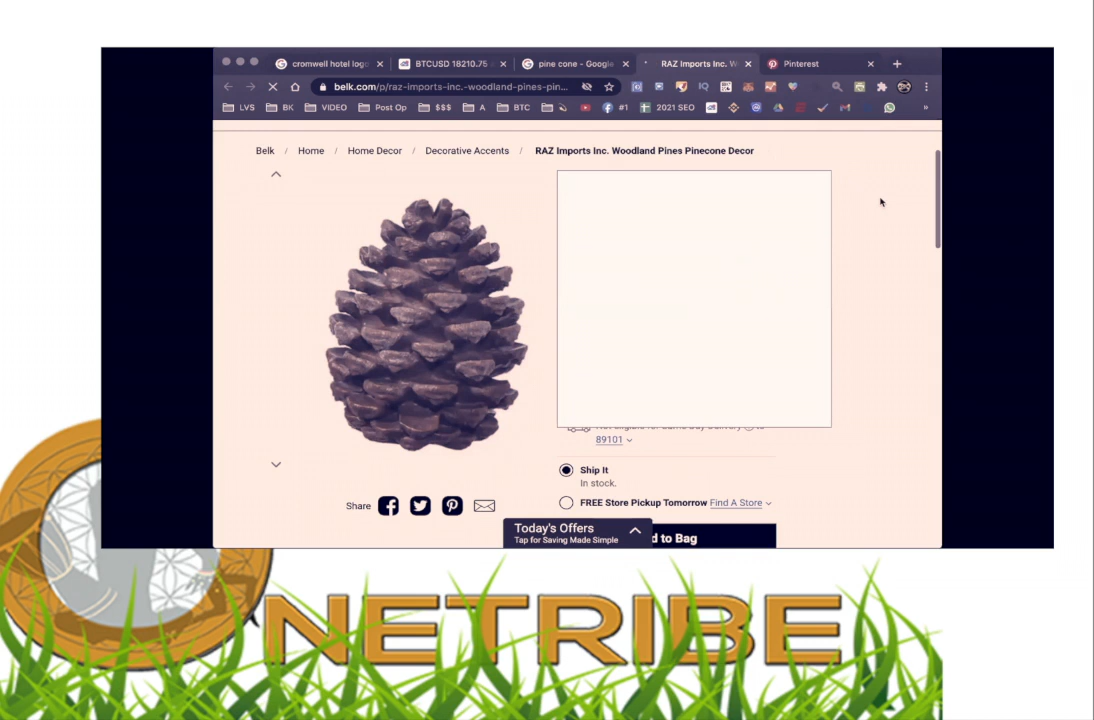 cromwell hotel logo
BTCUSD 18210.75
pine cone - Google
RAZ Imports Inc. W
Pinterest
belk.com/p/raz-imports-inc.-woodland-pines-pin...
LVS BK VIDEO Post Op $$$ A BTC #1 2021 SEO »
Belk / Home / Home Decor / Decorative Accents / RAZ Imports Inc. Woodland Pines Pinecone Decor
89101
Ship It
In stock.
FREE Store Pickup Tomorrow Find A Store
Share
Today's Offers
Tap for Saving Made Simple
d to Bag
NETRIBE